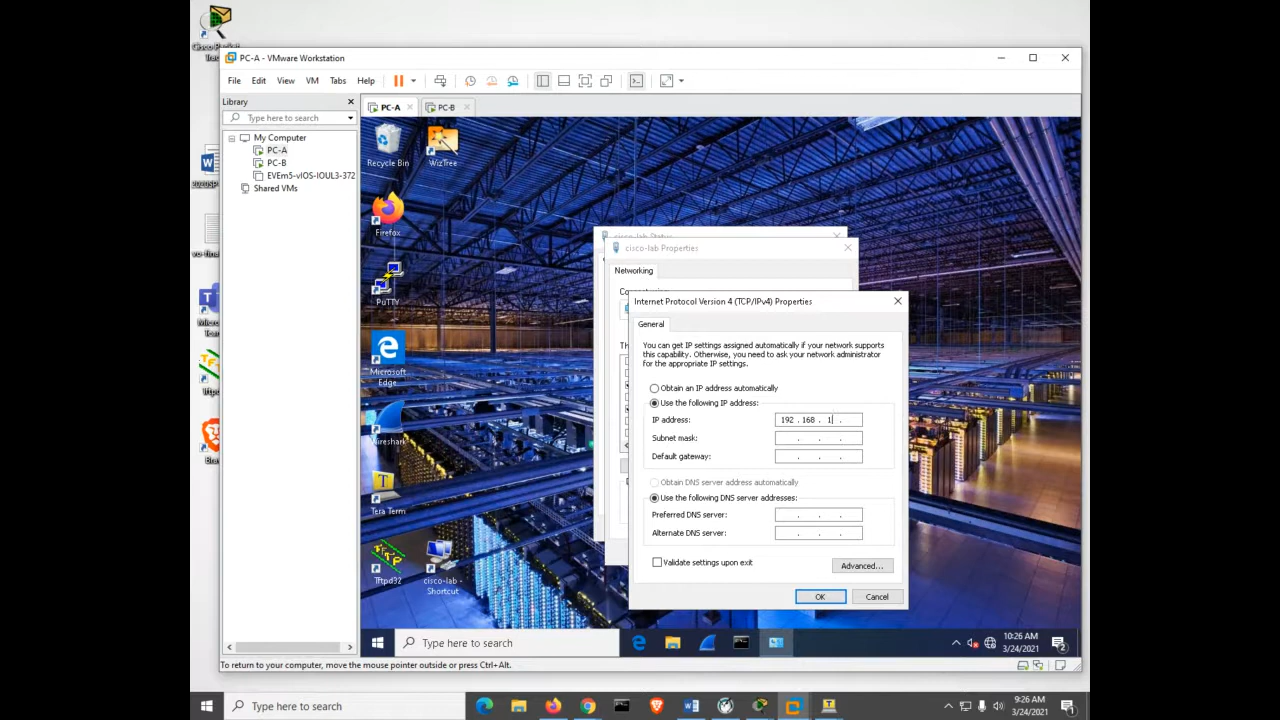 Cisco Packet
PC-A - VMware Workstation
File Edit View VM Tabs Help
Library
Type here to search
PC-A PC-B
My Computer
PC-A
PC-B
EVEm5-vIOS-IOUL3-372
Shared VMs
Recycle Bin
WizTree
Firefox
PuTTY
Microsoft
Edge
Wireshark
Tera Term
Tftpd32
cisco-lab -
Shortcut
cisco-lab Status
cisco-lab Properties
Networking
Internet Protocol Version 4 (TCP/IPv4) Properties
General
You can get IP settings assigned automatically if your network supports
this capability. Otherwise, you need to ask your network administrator
for the appropriate IP settings.
Obtain an IP address automatically
Use the following IP address:
IP address: 192 . 168 . 1 .
Subnet mask: . . .
Default gateway: . . .
Obtain DNS server address automatically
Use the following DNS server addresses:
Preferred DNS server: . . .
Alternate DNS server: . . .
Validate settings upon exit
Advanced...
OK Cancel
Type here to search
10:26 AM
3/24/2021
2
To return to your computer, move the mouse pointer outside or press Ctrl+Alt.
Type here to search
9:26 AM
3/24/2021
1